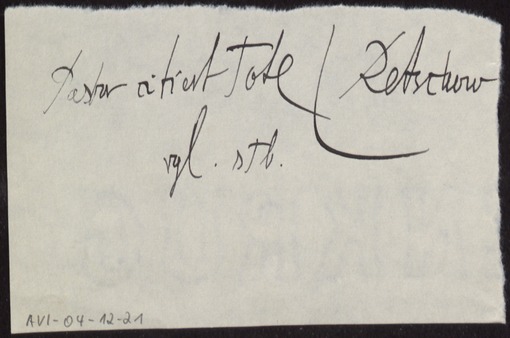 Pastor citiert Tote / Retschow
vgl. stb.
AVI-04-12-21